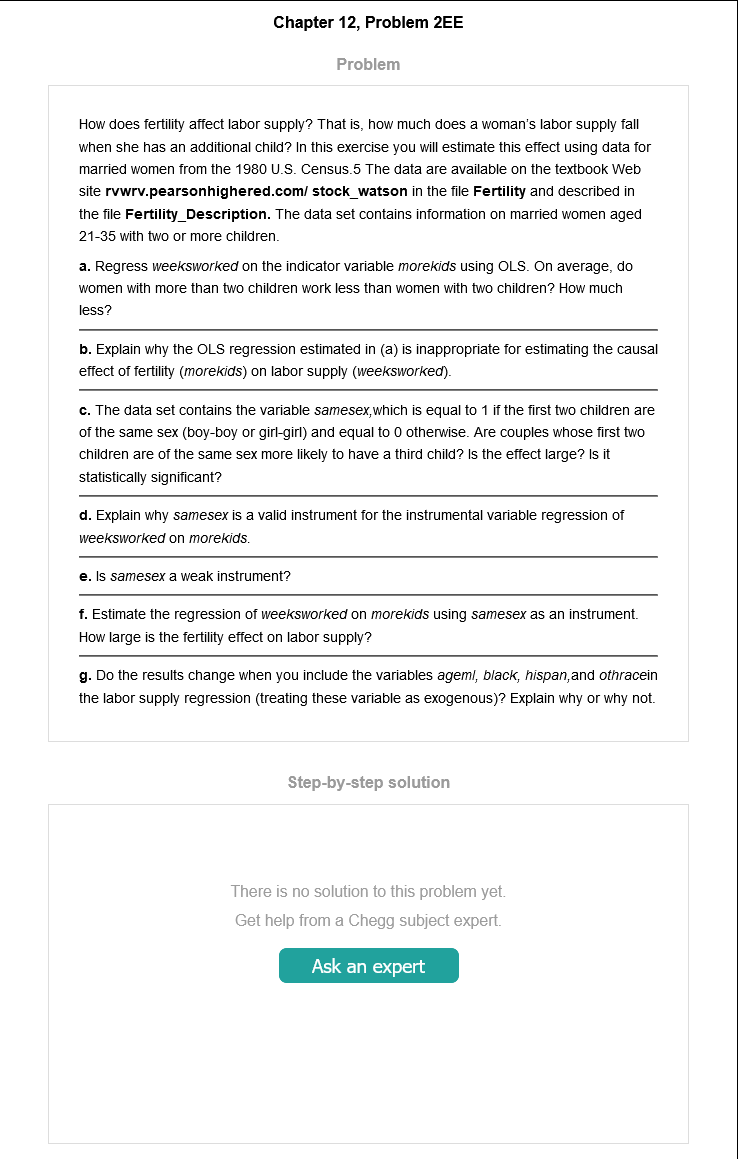 Chapter 12, Problem 2EE
Problem
How does fertility affect labor supply? That is, how much does a woman's labor supply fall
when she has an additional child? In this exercise you will estimate this effect using data for
married women from the 1980 U.S. Census.5 The data are available on the textbook Web
site rvwrv.pearsonhighered.com/ stock_watson in the file Fertility and described in
the file Fertility_Description. The data set contains information on married women aged
21-35 with two or more children.
a. Regress weeksworked on the indicator variable morekids using OLS. On average, do
women with more than two children work less than women with two children? How much
less?
b. Explain why the OLS regression estimated in (a) is inappropriate for estimating the causal
effect of fertility (morekids) on labor supply (weeksworked).
c. The data set contains the variable samesex,which is equal to 1 if the first two children are
of the same sex (boy-boy or girl-girl) and equal to 0 otherwise. Are couples whose first two
children are of the same sex more likely to have a third child? Is the effect large? Is it
statistically significant?
d. Explain why samesex is a valid instrument for the instrumental variable regression of
weeksworked on morekids.
e. Is samesex a weak instrument?
f. Estimate the regression of weeksworked on morekids using samesex as an instrument.
How large is the fertility effect on labor supply?
g. Do the results change when you include the variables ageml, black, hispan,and othracein
the labor supply regression (treating these variable as exogenous)? Explain why or why not.
Step-by-step solution
There is no solution to this problem yet.
Get help from a Chegg subject expert.
Ask an expert